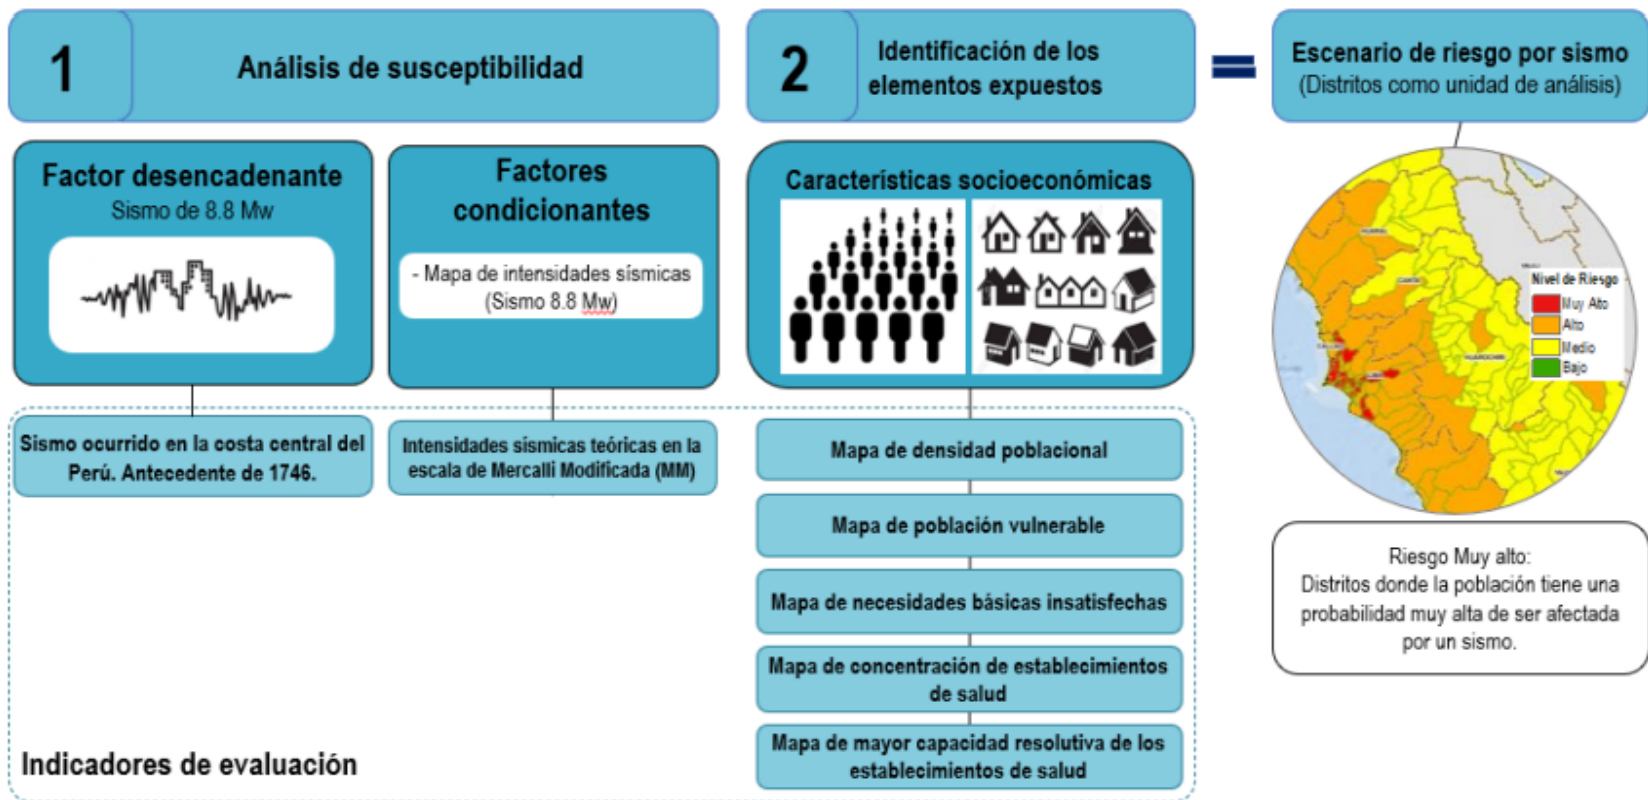 1
Análisis de susceptibilidad
2
Identificación de los
elementos expuestos
Escenario de riesgo por sismo
(Distritos como unidad de análisis)
Factor desencadenante
Sismo de 8.8 Mw
Factores
condicionantes
- Mapa de intensidades sísmicas
(Sismo 8.8 Mw)
Características socioeconómicas
Nivel de Riesgo
Muy Alto
Alto
Medio
Bajo
Sismo ocurrido en la costa central del
Perú. Antecedente de 1746.
Intensidades sísmicas teóricas en la
escala de Mercalli Modificada (MM)
Mapa de densidad poblacional
Mapa de población vulnerable
Mapa de necesidades básicas insatisfechas
Mapa de concentración de establecimientos
de salud
Mapa de mayor capacidad resolutiva de los
establecimientos de salud
Indicadores de evaluación
Riesgo Muy alto:
Distritos donde la población tiene una
probabilidad muy alta de ser afectada
por un sismo.